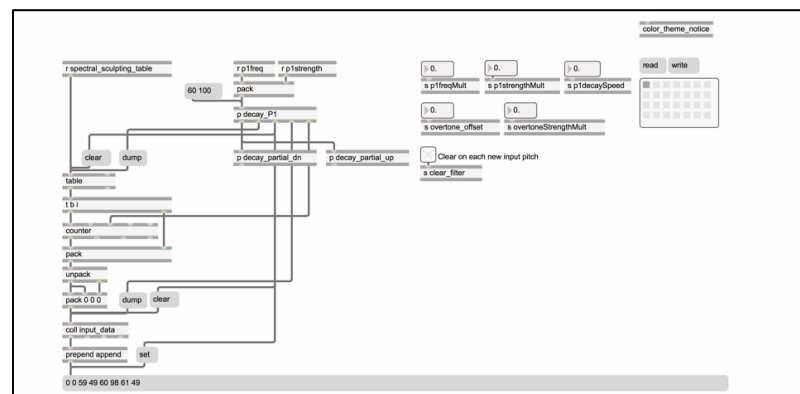 color_theme_notice
r spectral_sculpting_table
r p1freq
r p1strength
0.
0.
0.
read
write
60 100
pack
s p1freqMult
s p1strengthMult
s p1decaySpeed
p decay_P1
0.
0.
s overtone_offset
s overtoneStrengthMult
clear
dump
p decay_partial_dn
p decay_partial_up
Clear on each new input pitch
s clear_filter
table
t b i
counter
pack
unpack
pack 0 0 0
dump
clear
coll input_data
prepend append
set
0 0 59 49 60 98 61 49